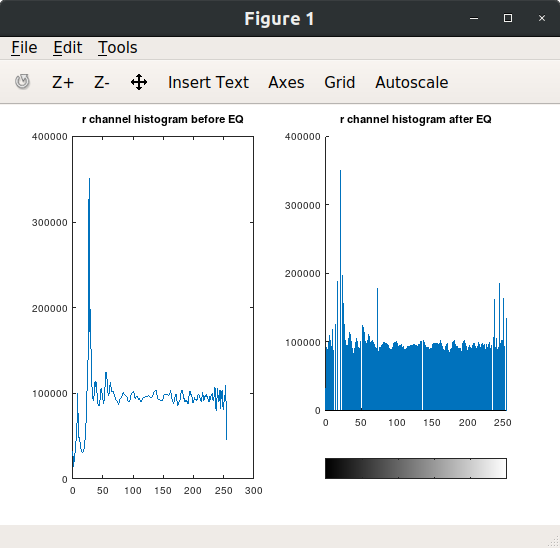 Figure 1
File Edit Tools
Z+ Z- Insert Text Axes Grid Autoscale
r channel histogram before EQ
400000
300000
200000
100000
0
0 50 100 150 200 250 300
r channel histogram after EQ
400000
300000
200000
100000
0
0 50 100 150 200 250